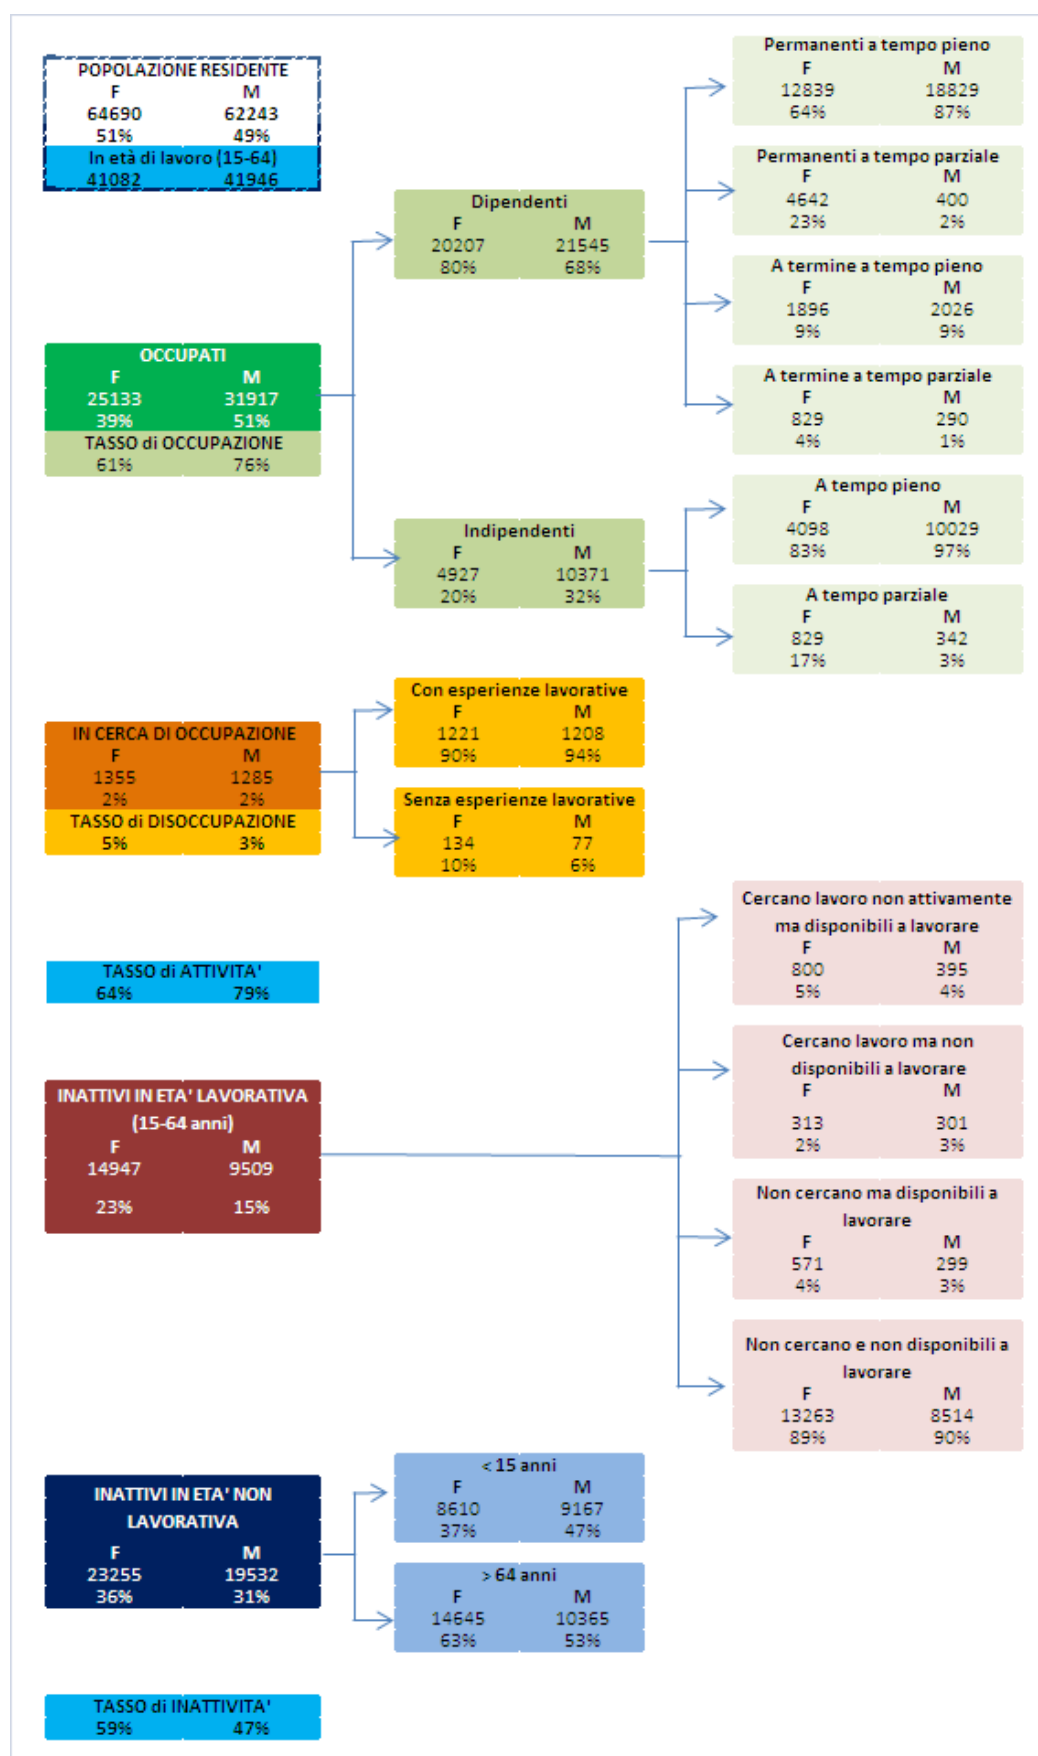 POPOLAZIONE RESIDENTE
F M
64690 62243
51% 49%
In età di lavoro (15-64)
41082 41946
OCCUPATI
F M
25133 31917
39% 51%
TASSO di OCCUPAZIONE
61% 76%
Dipendenti
F M
20207 21545
80% 68%
Indipendenti
F M
4927 10371
20% 32%
Permanenti a tempo pieno
F M
12839 18829
64% 87%
Permanenti a tempo parziale
F M
4642 400
23% 2%
A termine a tempo pieno
F M
1896 2026
9% 9%
A termine a tempo parziale
F M
829 290
4% 1%
A tempo pieno
F M
4098 10029
83% 97%
A tempo parziale
F M
829 342
17% 3%
IN CERCA DI OCCUPAZIONE
F M
1355 1285
2% 2%
TASSO di DISOCCUPAZIONE
5% 3%
Con esperienze lavorative
F M
1221 1208
90% 94%
Senza esperienze lavorative
F M
134 77
10% 6%
TASSO di ATTIVITA'
64% 79%
INATTIVI IN ETA' LAVORATIVA
(15-64 anni)
F M
14947 9509
23% 15%
Cercano lavoro non attivamente
ma disponibili a lavorare
F M
800 395
5% 4%
Cercano lavoro ma non
disponibili a lavorare
F M
313 301
2% 3%
Non cercano ma disponibili a
lavorare
F M
571 299
4% 3%
Non cercano e non disponibili a
lavorare
F M
13263 8514
89% 90%
INATTIVI IN ETA' NON
LAVORATIVA
F M
23255 19532
36% 31%
< 15 anni
F M
8610 9167
37% 47%
> 64 anni
F M
14645 10365
63% 53%
TASSO di INATTIVITA'
59% 47%